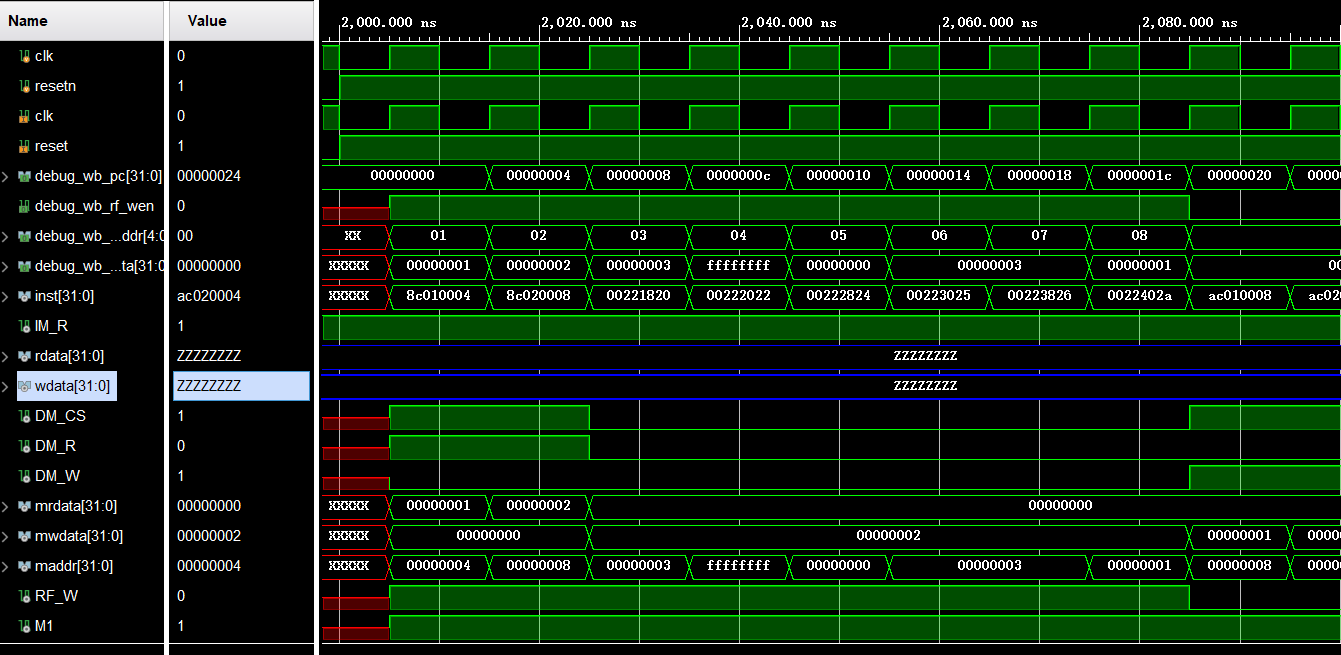 Name Value 2,000.000 ns 2,020.000 ns 2,040.000 ns 2,060.000 ns 2,080.000 ns
clk 0
resetn 1
clk 0
reset 1
debug_wb_pc[31:0] 00000024 00000000 00000004 00000008 0000000c 00000010 00000014 00000018 0000001c 00000020 0000
debug_wb_rf_wen 0
debug_wb_...ddr[4:0 00 XX 01 02 03 04 05 06 07 08
debug_wb_...ta[31:0 00000000 XXXXX 00000001 00000002 00000003 ffffffff 00000000 00000003 00000001 00
inst[31:0] ac020004 XXXXX 8c010004 8c020008 00221820 00222022 00222824 00223025 00223826 0022402a ac010008 ac020
IM_R 1
rdata[31:0] ZZZZZZZZ ZZZZZZZZ
wdata[31:0] ZZZZZZZZ ZZZZZZZZ
DM_CS 1
DM_R 0
DM_W 1
mrdata[31:0] 00000000 XXXXX 00000001 00000002 00000000
mwdata[31:0] 00000002 XXXXX 00000000 00000002 00000001 0000
maddr[31:0] 00000004 XXXXX 00000004 00000008 00000003 ffffffff 00000000 00000003 00000001 00000008 0000
RF_W 0
M1 1